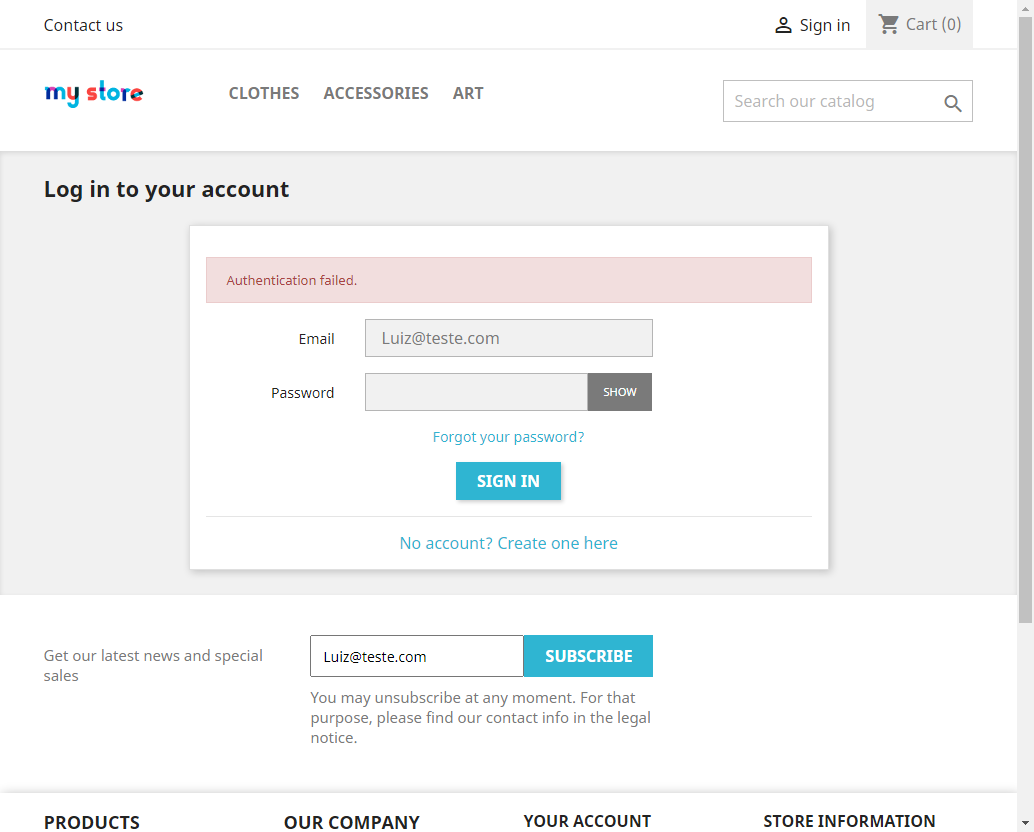 Contact us
Sign in
Cart (0)
my store
CLOTHES
ACCESSORIES
ART
Search our catalog
Log in to your account
Authentication failed.
Email
Luiz@teste.com
Password
SHOW
Forgot your password?
SIGN IN
No account? Create one here
Get our latest news and special
sales
Luiz@teste.com
SUBSCRIBE
You may unsubscribe at any moment. For that
purpose, please find our contact info in the legal
notice.
PRODUCTS
OUR COMPANY
YOUR ACCOUNT
STORE INFORMATION